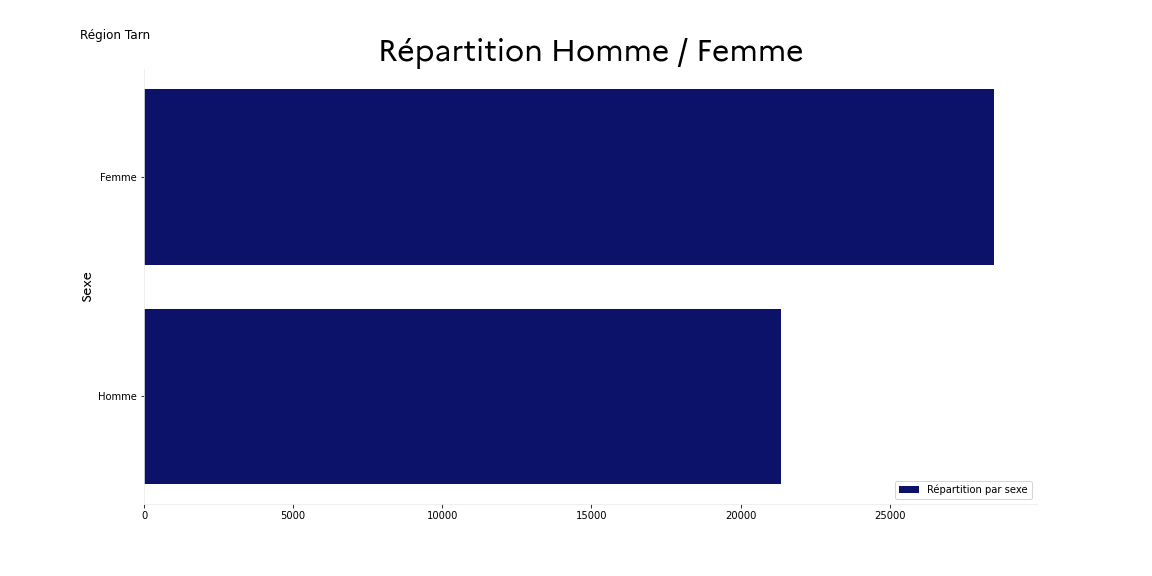 Région Tarn
Répartition Homme / Femme
Femme
Sexe
Homme
Répartition par sexe
0 5000 10000 15000 20000 25000